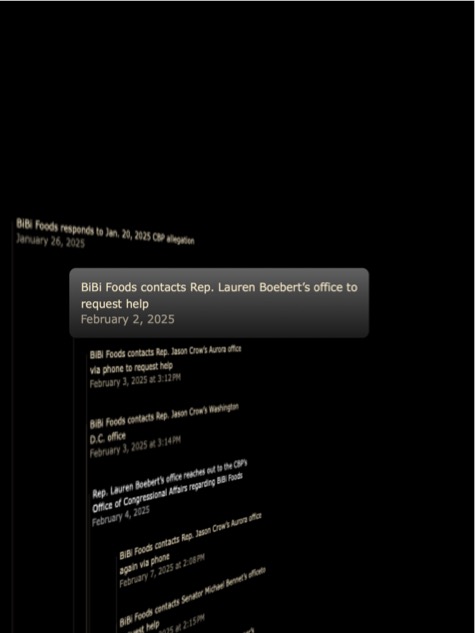 BiBi Foods responds to Jan. 20, 2025 CBP allegation
January 26, 2025
BiBi Foods contacts Rep. Lauren Boebert’s office to
request help
February 2, 2025
BiBi Foods contacts Rep. Jason Crow’s Aurora office
via phone to request help
February 3, 2025 at 3:12PM
BiBi Foods contacts Rep. Jason Crow’s Washington
D.C. office
February 3, 2025 at 3:14PM
Rep. Lauren Boebert’s office reaches out to the CBP’s
Office of Congressional Affairs regarding BiBi Foods
February 4, 2025
BiBi Foods contacts Rep. Jason Crow’s Aurora office
again via phone
February 7, 2025 at 2:08PM
BiBi Foods contacts Senator Michael Bennet’s office
help
2025 at 2:15PM